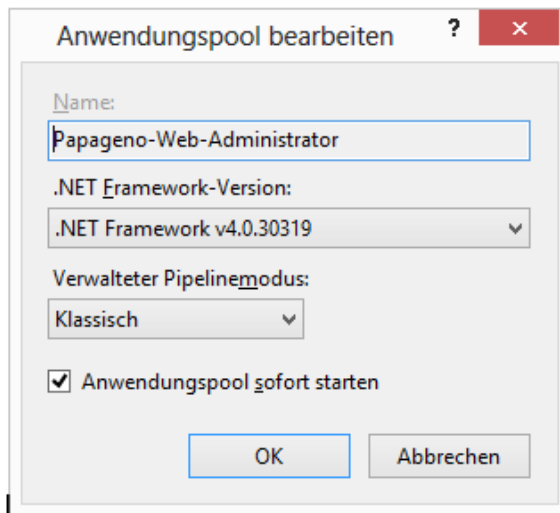 Anwendungspool bearbeiten ?
Name:
Papageno-Web-Administrator
.NET Framework-Version:
.NET Framework v4.0.30319
Verwalteter Pipelinemodus:
Klassisch
Anwendungspool sofort starten
OK Abbrechen